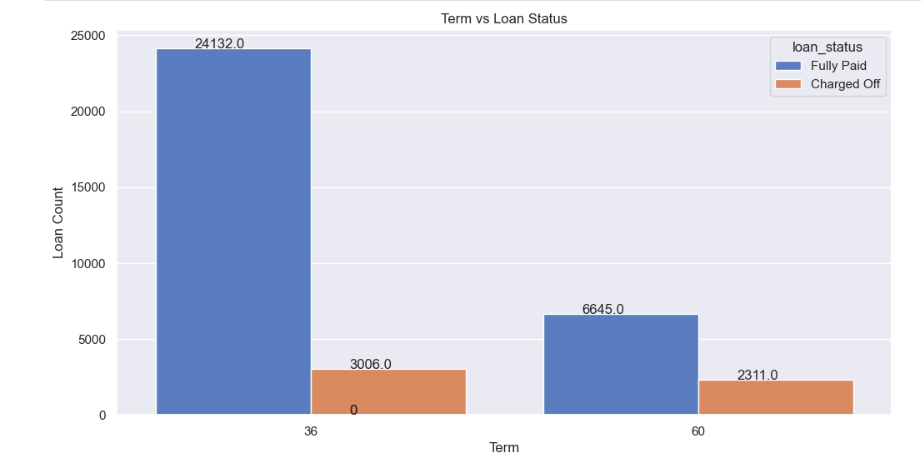 Term vs Loan Status
25000
20000
15000
10000
5000
0
Loan Count
24132.0
3006.0
0
6645.0
2311.0
loan_status
Fully Paid
Charged Off
36
60
Term